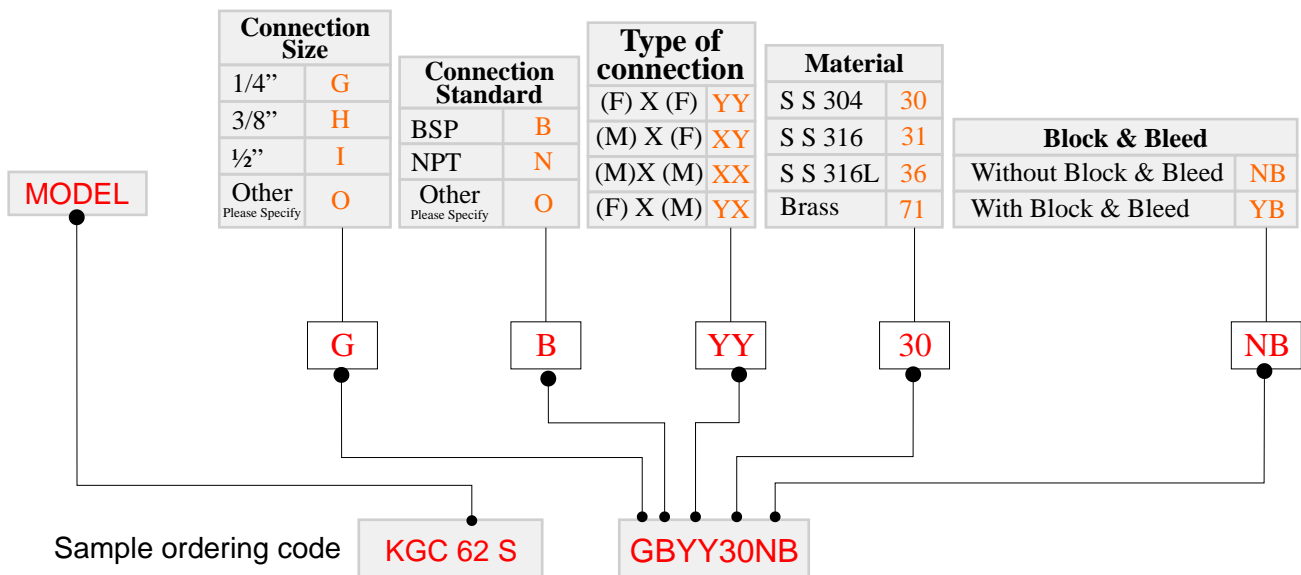 MODEL
Connection
Size
1/4” G
3/8” H
½” I
Other
Please Specify O
Connection
Standard
BSP B
NPT N
Other
Please Specify O
Type of
connection
(F) X (F) YY
(M) X (F) XY
(M)X (M) XX
(F) X (M) YX
Material
S S 304 30
S S 316 31
S S 316L 36
Brass 71
Block & Bleed
Without Block & Bleed NB
With Block & Bleed YB
G B YY 30 NB
Sample ordering code KGC 62 S GBYY30NB